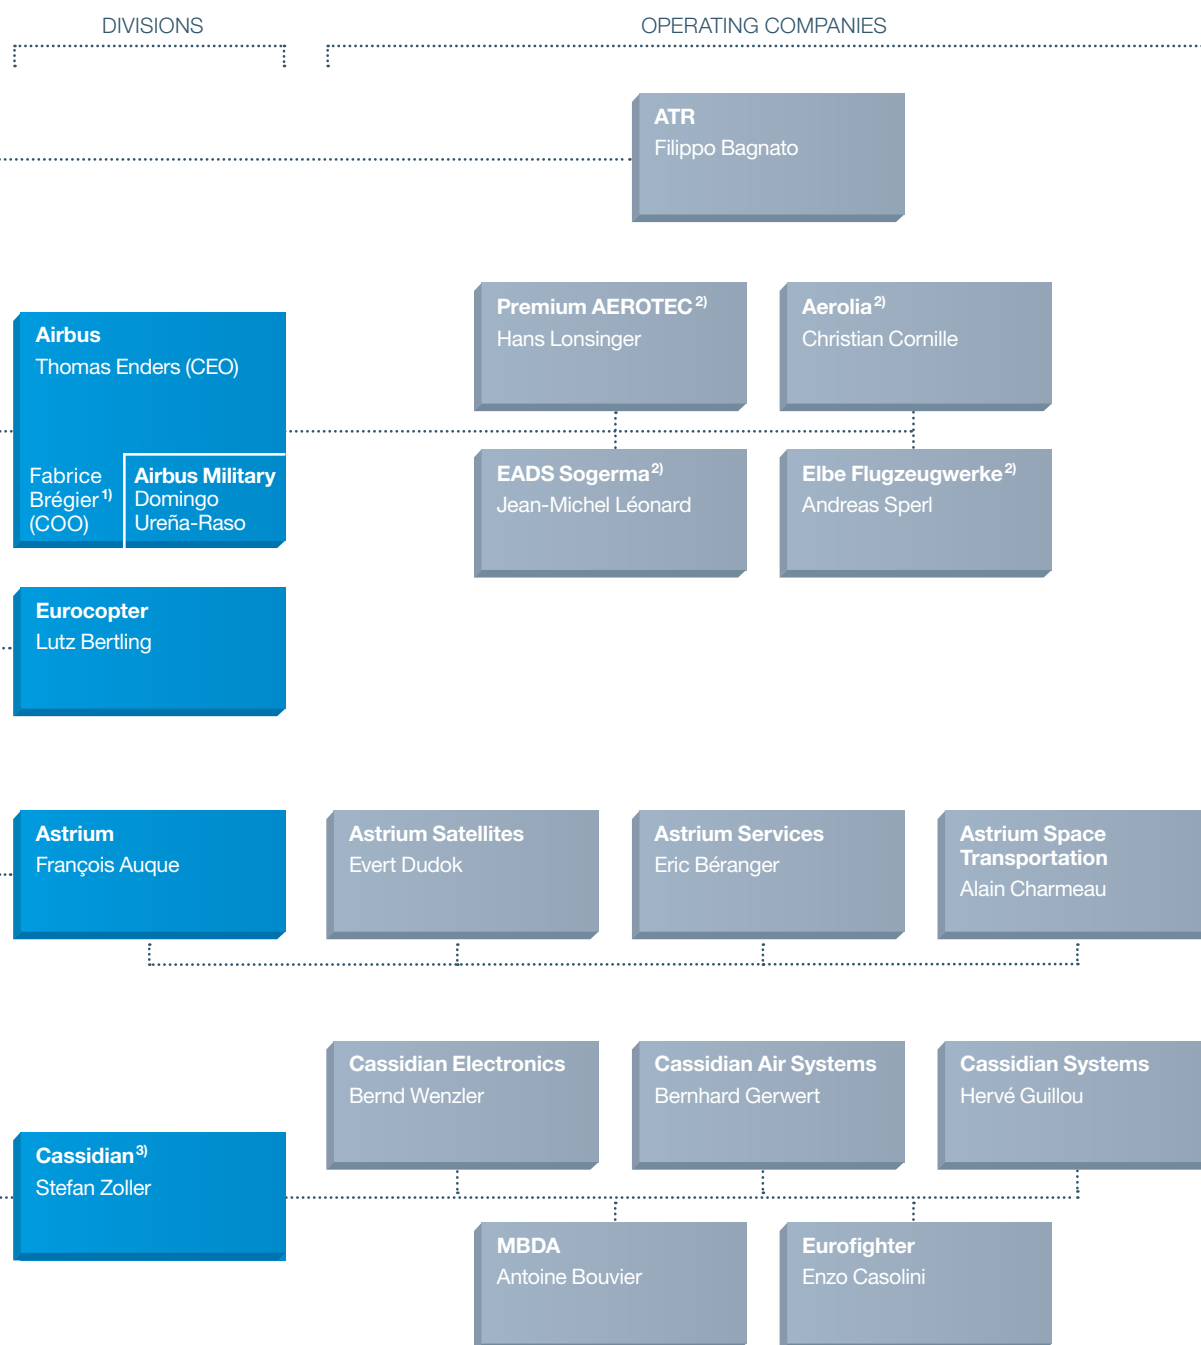 DIVISIONS
OPERATING COMPANIES
ATR
Filippo Bagnato
Premium AEROTEC 2)
Hans Lonsinger
Aerolia 2)
Christian Cornille
Airbus
Thomas Enders (CEO)
Fabrice
Brégier 1)
(COO)
Airbus Military
Domingo
Ureña-Raso
EADS Sogerma 2)
Jean-Michel Léonard
Elbe Flugzeugwerke 2)
Andreas Sperl
Eurocopter
Lutz Bertling
Astrium
François Auque
Astrium Satellites
Evert Dudok
Astrium Services
Eric Béranger
Astrium Space
Transportation
Alain Charmeau
Cassidian Electronics
Bernd Wenzler
Cassidian Air Systems
Bernhard Gerwert
Cassidian Systems
Hervé Guillou
Cassidian 3)
Stefan Zoller
MBDA
Antoine Bouvier
Eurofighter
Enzo Casolini